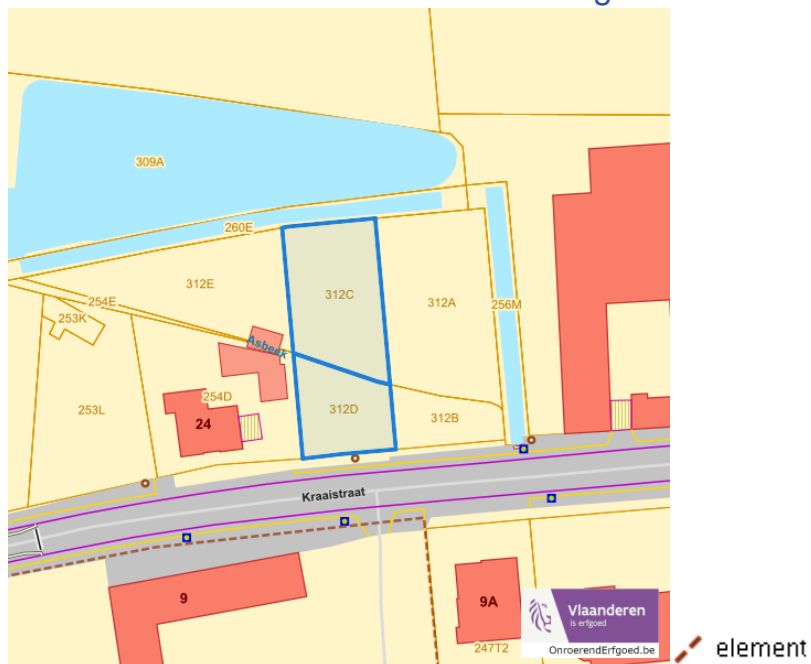 309A
260E
312E
312C
312A
254E
253K
256M
Asbeek
253L
254D
24
312D
312B
Kraaistraat
9
9A
247T2
Vlaanderen
is erfgoed
OnroerendErfgoed.be
element